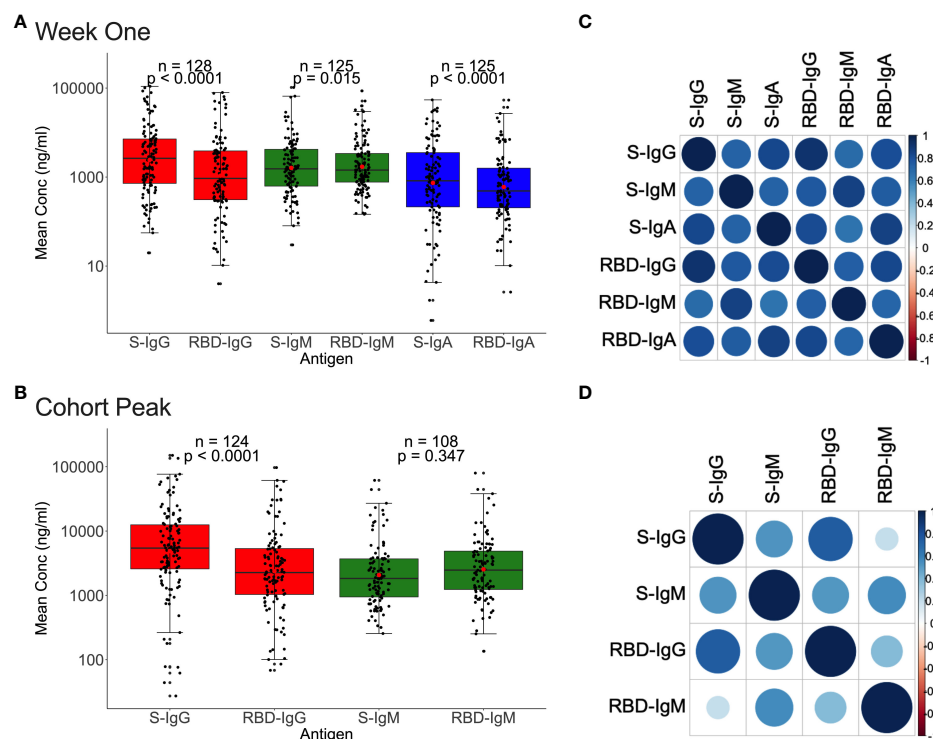 A
Week One
n = 128
p < 0.0001
n = 125
p = 0.015
n = 125
p < 0.0001
100000
1000
10
Mean Conc (ng/ml)
S-IgG RBD-IgG S-IgM RBD-IgM S-IgA RBD-IgA
Antigen
B
Cohort Peak
n = 124
p < 0.0001
n = 108
p = 0.347
100000
10000
1000
100
Mean Conc (ng/ml)
S-IgG RBD-IgG S-IgM RBD-IgM
Antigen
C
S-IgG
S-IgM
S-IgA
RBD-IgG
RBD-IgM
RBD-IgA
S-IgG
S-IgM
S-IgA
RBD-IgG
RBD-IgM
RBD-IgA
1
0.8
0.6
0.4
0.2
0
-0.2
-0.4
-0.6
-0.8
-1
D
S-IgG
S-IgM
RBD-IgG
RBD-IgM
S-IgG
S-IgM
RBD-IgG
RBD-IgM